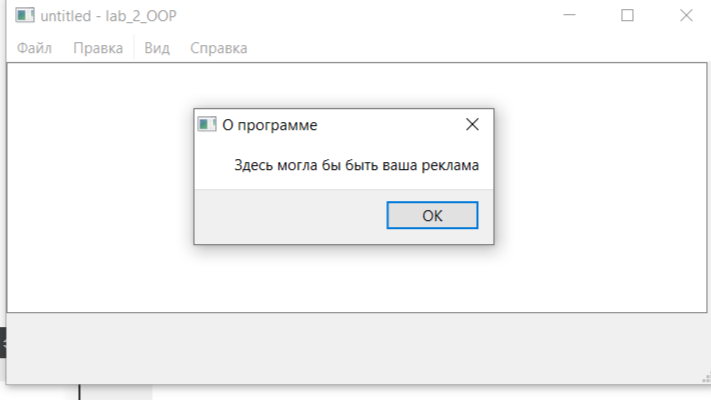 untitled - lab_2_OOP
Файл Правка Вид Справка
О программе
Здесь могла бы быть ваша реклама
OK